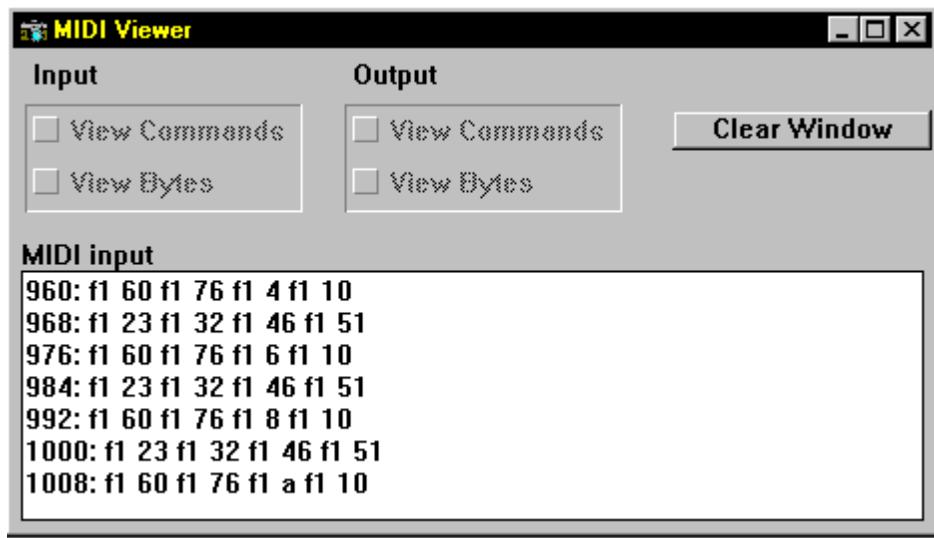 MIDI Viewer
Input
Output
View Commands
View Commands
Clear Window
View Bytes
View Bytes
MIDI input
960: f1 60 f1 76 f1 4 f1 10
968: f1 23 f1 32 f1 46 f1 51
976: f1 60 f1 76 f1 6 f1 10
984: f1 23 f1 32 f1 46 f1 51
992: f1 60 f1 76 f1 8 f1 10
1000: f1 23 f1 32 f1 46 f1 51
1008: f1 60 f1 76 f1 a f1 10